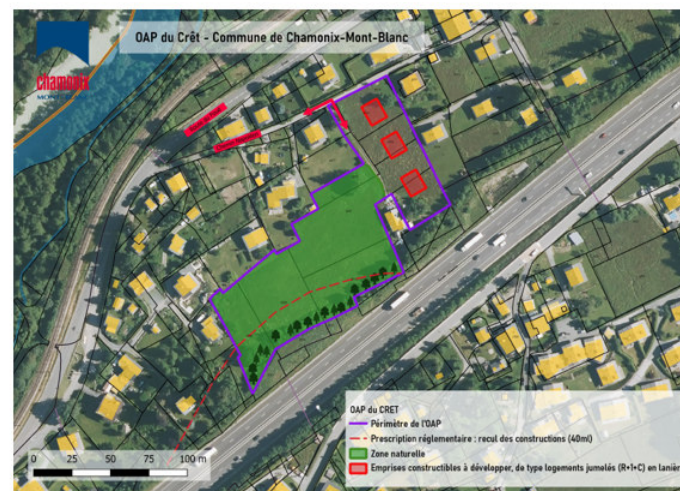 OAP du Crêt - Commune de Chamonix-Mont-Blanc
chamonix
OAP du CRET
Périmètre de l'OAP
Prescription réglementaire : recul des constructions (40ml)
Zone naturelle
Emprises constructibles à développer, de type logements jumelés (R+1+C) en laniè
0 25 50 75 100 m